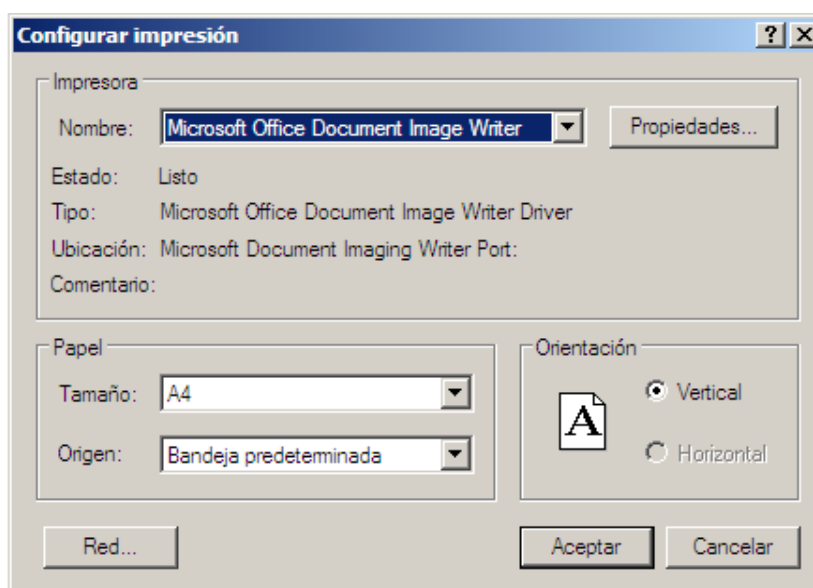 Configurar impresión
Impresora
Nombre: Microsoft Office Document Image Writer Propiedades...
Estado: Listo
Tipo: Microsoft Office Document Image Writer Driver
Ubicación: Microsoft Document Imaging Writer Port:
Comentario:
Papel
Tamaño: A4
Origen: Bandeja predeterminada
Orientación
A
Vertical
Horizontal
Red... Aceptar Cancelar